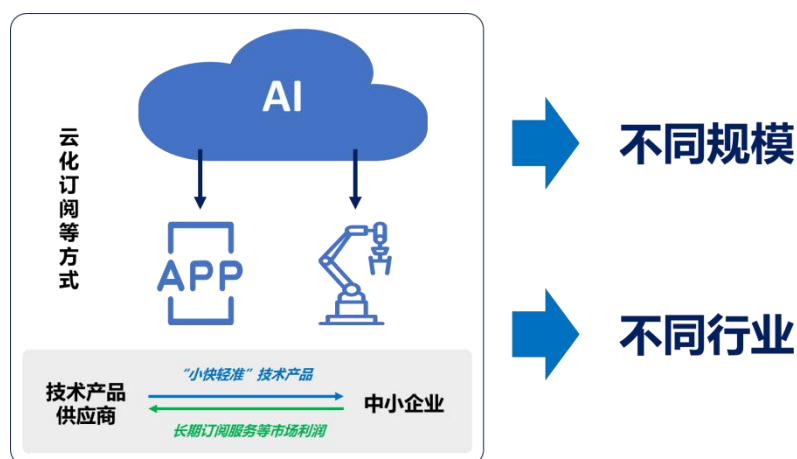 AI
云化订阅等方式
APP
“小快轻准”技术产品
技术产品
供应商
中小企业
长期订阅服务等市场利润
不同规模
不同行业